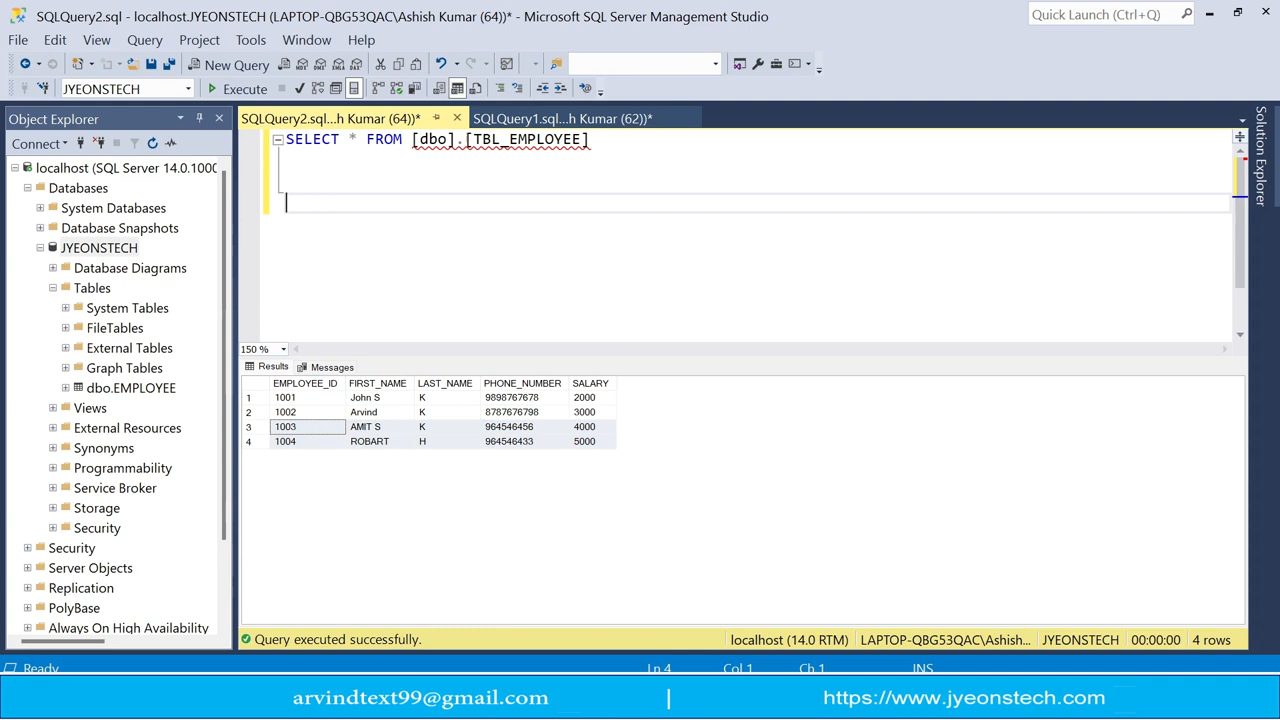 SQLQuery2.sql - localhost.JYEONSTECH (LAPTOP-QBG53QAC\Ashish Kumar (64))* - Microsoft SQL Server Management Studio
Quick Launch (Ctrl+Q)
File Edit View Query Project Tools Window Help
New Query
JYEONSTECH Execute
Object Explorer
SQLQuery2.sql...h Kumar (64))* SQLQuery1.sql...h Kumar (62))*
Connect
SELECT * FROM [dbo].[TBL_EMPLOYEE]
localhost (SQL Server 14.0.1000
Databases
System Databases
Database Snapshots
JYEONSTECH
Database Diagrams
Tables
System Tables
FileTables
External Tables
Graph Tables
dbo.EMPLOYEE
Views
External Resources
Synonyms
Programmability
Service Broker
Storage
Security
Security
Server Objects
Replication
PolyBase
Always On High Availability
Solution Explorer
150 %
Results Messages
EMPLOYEE_ID FIRST_NAME LAST_NAME PHONE_NUMBER SALARY
1 1001 John S K 9898767678 2000
2 1002 Arvind K 8787676798 3000
3 1003 AMIT S K 964546456 4000
4 1004 ROBART H 964546433 5000
Query executed successfully. localhost (14.0 RTM) LAPTOP-QBG53QAC\Ashish... JYEONSTECH 00:00:00 4 rows
Ready Ln 4 Col 1 Ch 1 INS
arvindtext99@gmail.com | https://www.jyeonstech.com